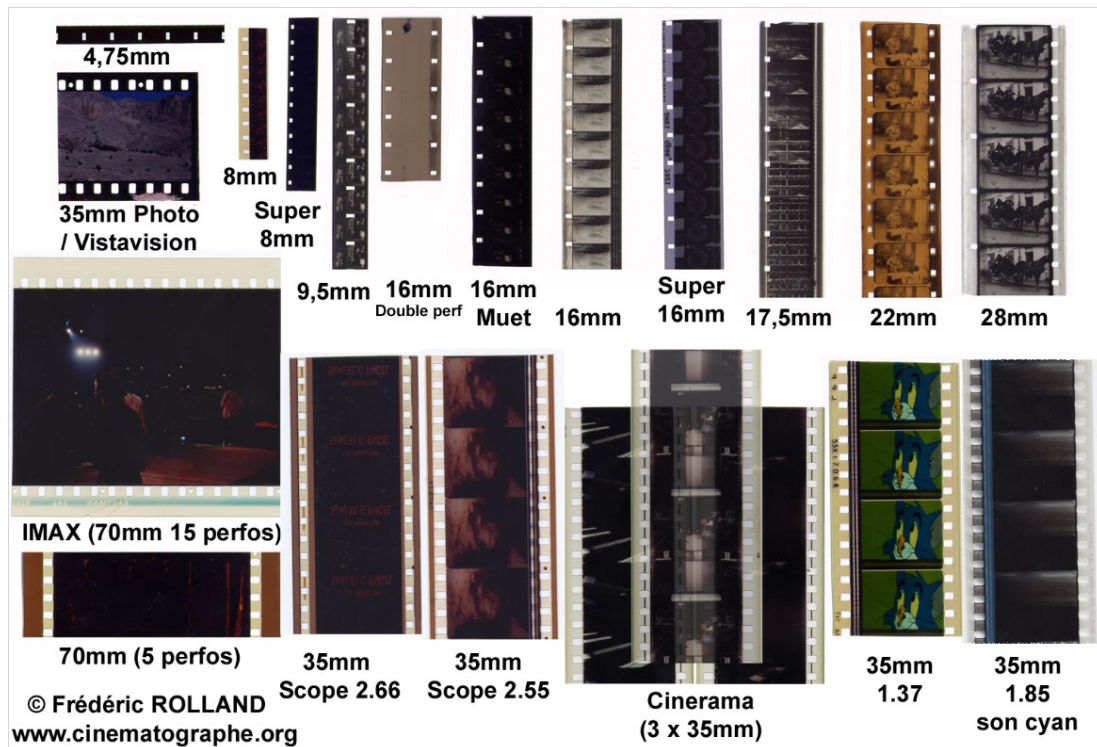 4,75mm
35mm Photo
/ Vistavision
8mm
Super
8mm
9,5mm
16mm
Double perf
16mm
Muet
16mm
Super
16mm
17,5mm
22mm
28mm
IMAX (70mm 15 perfos)
70mm (5 perfos)
35mm
Scope 2.66
35mm
Scope 2.55
Cinerama
(3 x 35mm)
35mm
1.37
35mm
1.85
son cyan
© Frédéric ROLLAND
www.cinematographe.org